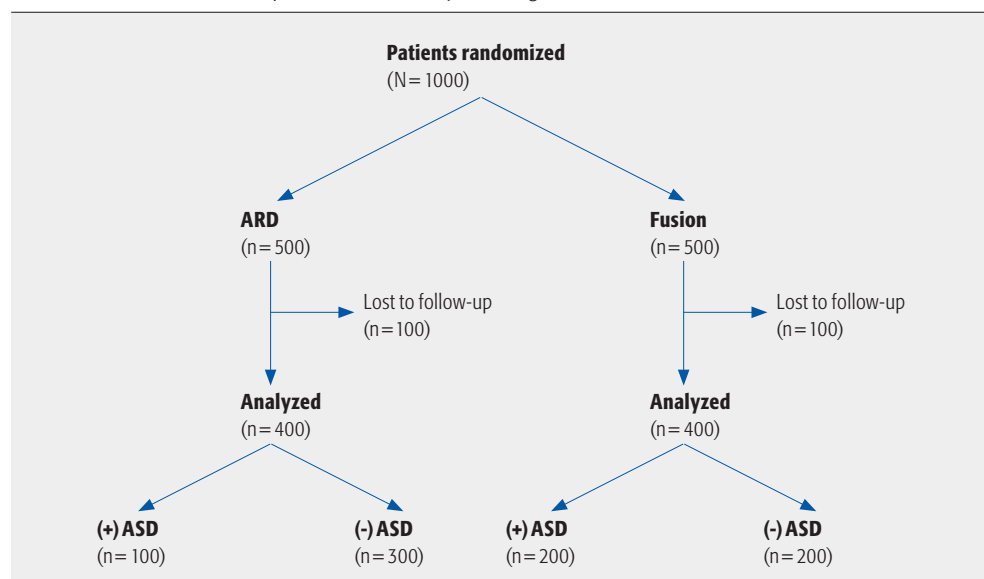 Patients randomized
(N=1000)
ARD
(n=500)
Fusion
(n=500)
Lost to follow-up
(n=100)
Lost to follow-up
(n=100)
Analyzed
(n=400)
Analyzed
(n=400)
(+) ASD
(n=100)
(-) ASD
(n=300)
(+) ASD
(n=200)
(-) ASD
(n=200)